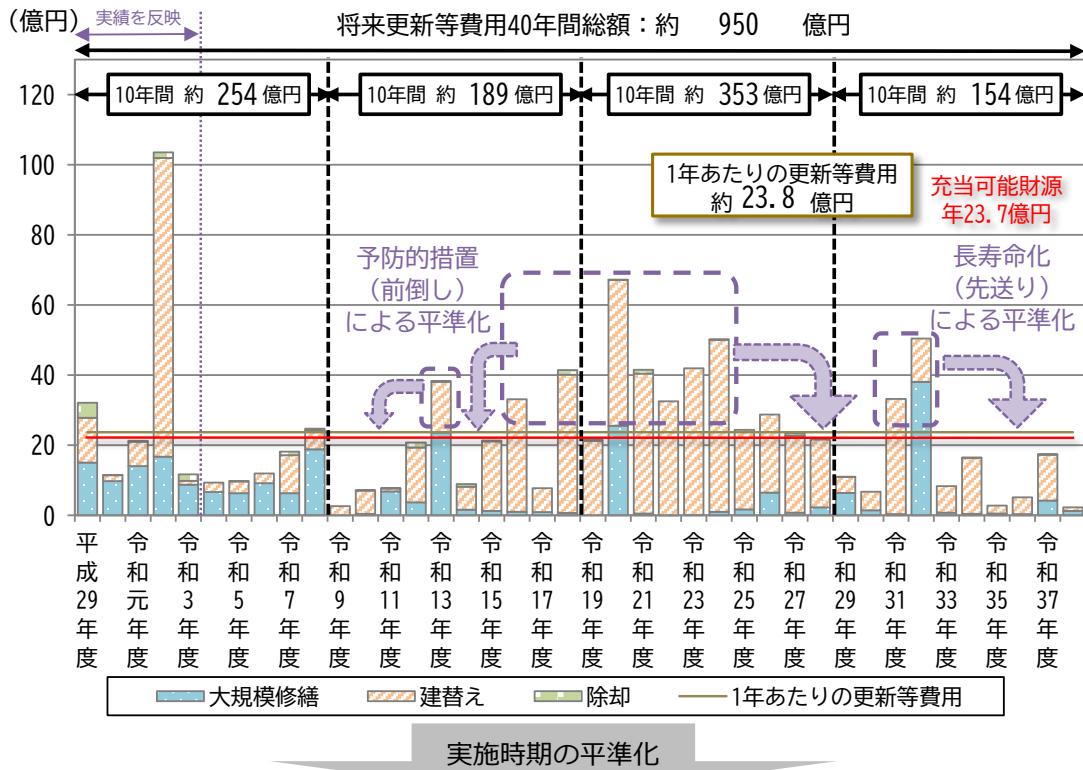 (億円)
実績を反映
将来更新等費用40年間総額：約 950 億円
10年間 約 254 億円
10年間 約 189 億円
10年間 約 353 億円
10年間 約 154 億円
120
100
80
60
40
20
0
1年あたりの更新等費用
約 23.8 億円
充当可能財源
年23.7億円
予防的措置
（前倒し）
による平準化
長寿命化
（先送り）
による平準化
平成29年度
令和元年度
令和3年度
令和5年度
令和7年度
令和9年度
令和11年度
令和13年度
令和15年度
令和17年度
令和19年度
令和21年度
令和23年度
令和25年度
令和27年度
令和29年度
令和31年度
令和33年度
令和35年度
令和37年度
大規模修繕 建替え 除却 1年あたりの更新等費用
実施時期の平準化